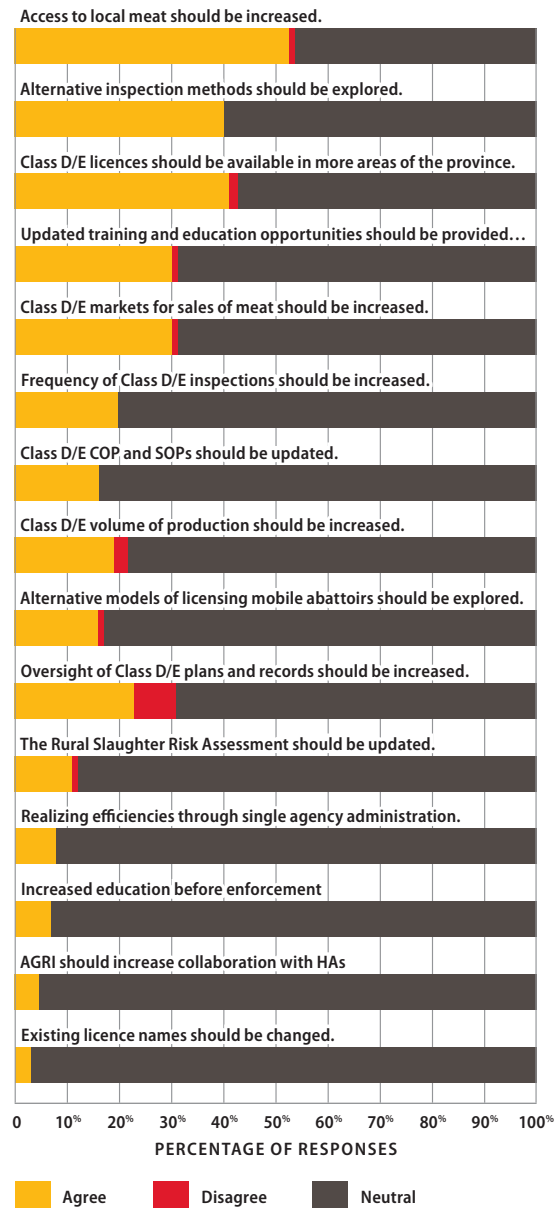 Access to local meat should be increased.
Alternative inspection methods should be explored.
Class D/E licences should be available in more areas of the province.
Updated training and education opportunities should be provided…
Class D/E markets for sales of meat should be increased.
Frequency of Class D/E inspections should be increased.
Class D/E COP and SOPs should be updated.
Class D/E volume of production should be increased.
Alternative models of licensing mobile abattoirs should be explored.
Oversight of Class D/E plans and records should be increased.
The Rural Slaughter Risk Assessment should be updated.
Realizing efficiencies through single agency administration.
Increased education before enforcement
AGRI should increase collaboration with HAs
Existing licence names should be changed.
0 10% 20% 30% 40% 50% 60% 70% 80% 90% 100%
PERCENTAGE OF RESPONSES
Agree Disagree Neutral